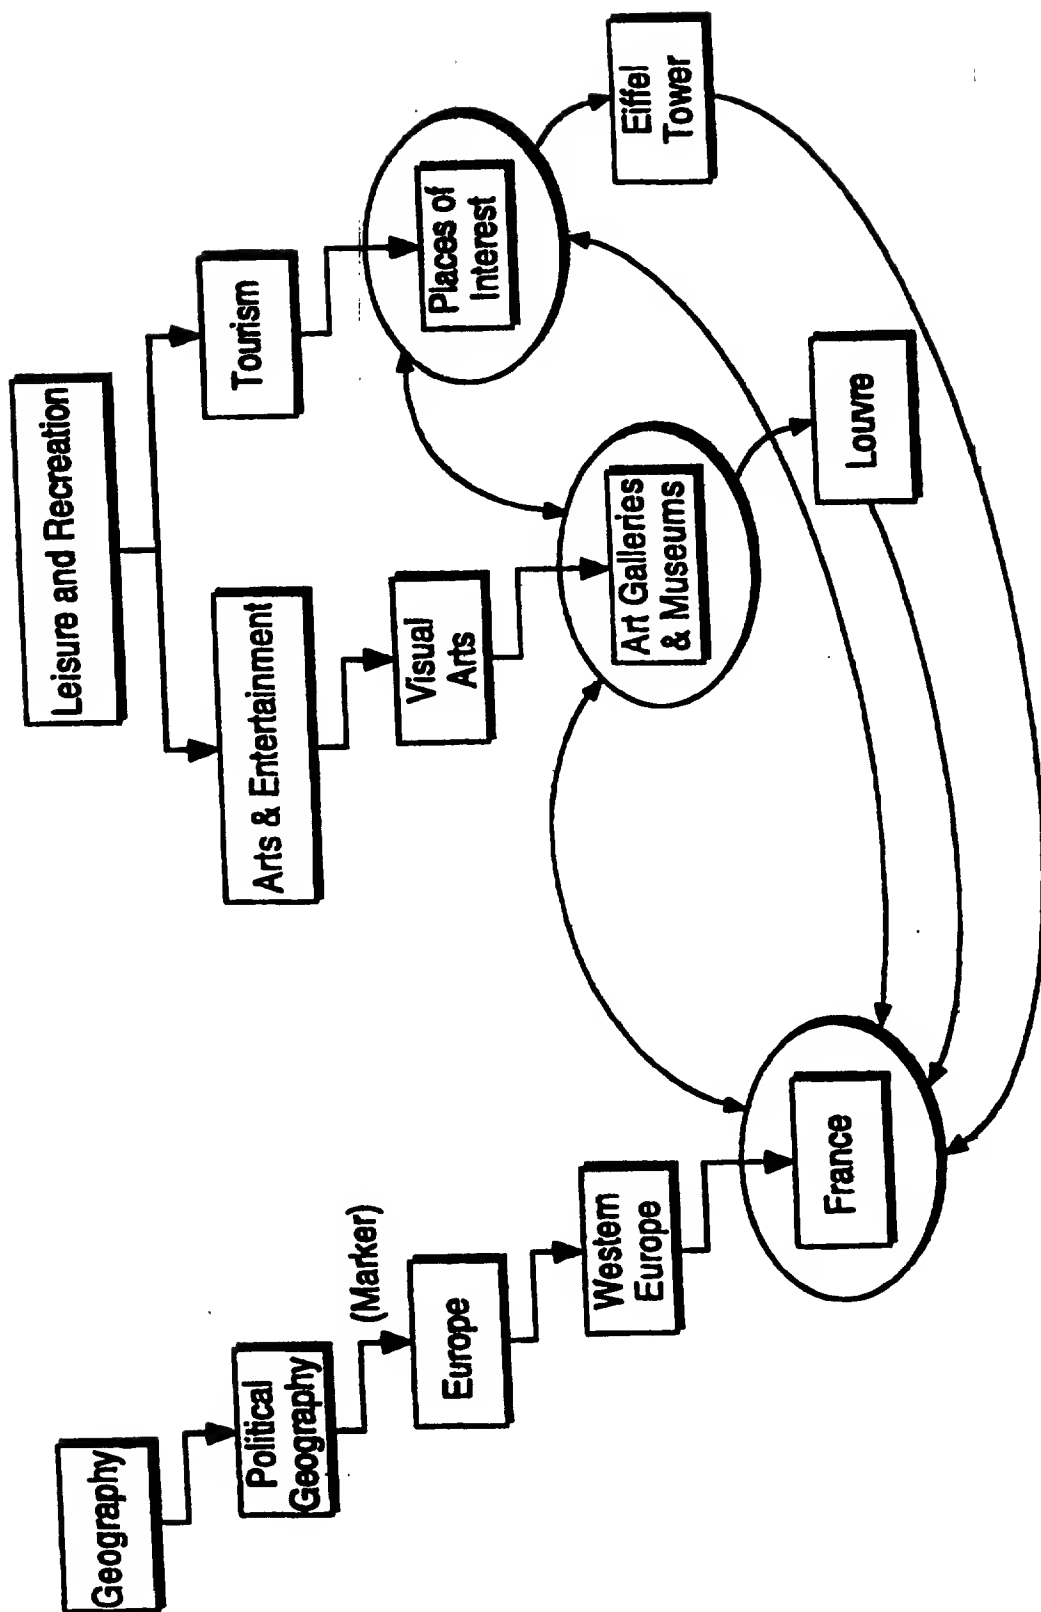 Leisure and Recreation
Arts & Entertainment
Tourism
Visual
Arts
Art Galleries
& Museums
Places of
Interest
Louvre
Eiffel
Tower
Geography
Political
Geography
(Marker)
Europe
Western
Europe
France